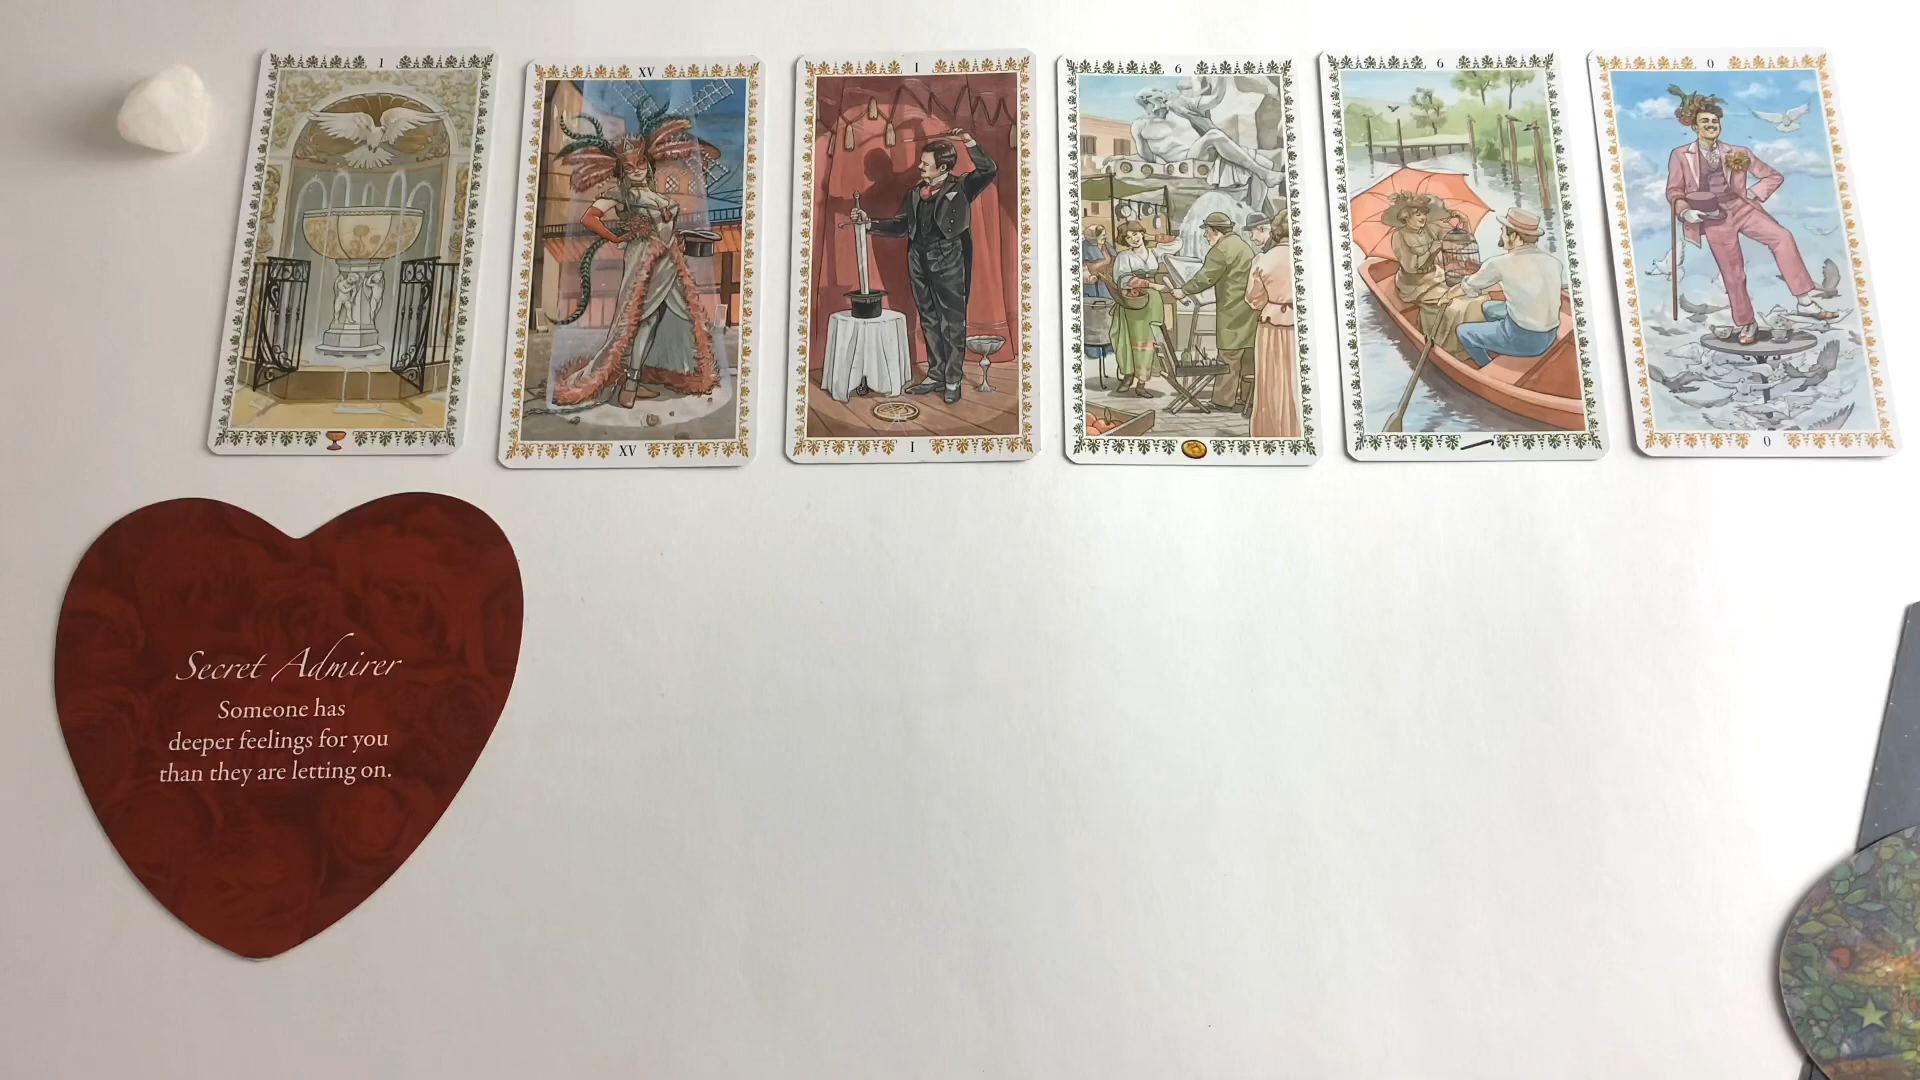 I
XV
I
6
6
0
XV
I
0
Secret Admirer
Someone has
deeper feelings for you
than they are letting on.